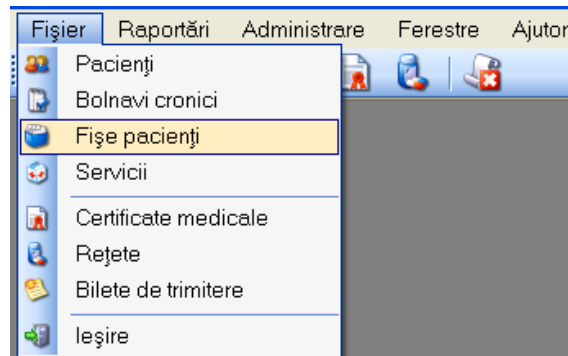 Fişier Raportări Administrare Ferestre Ajutor
Pacienţi
Bolnavi cronici
Fişe pacienţi
Servicii
Certificate medicale
Reţete
Bilete de trimitere
Ieşire